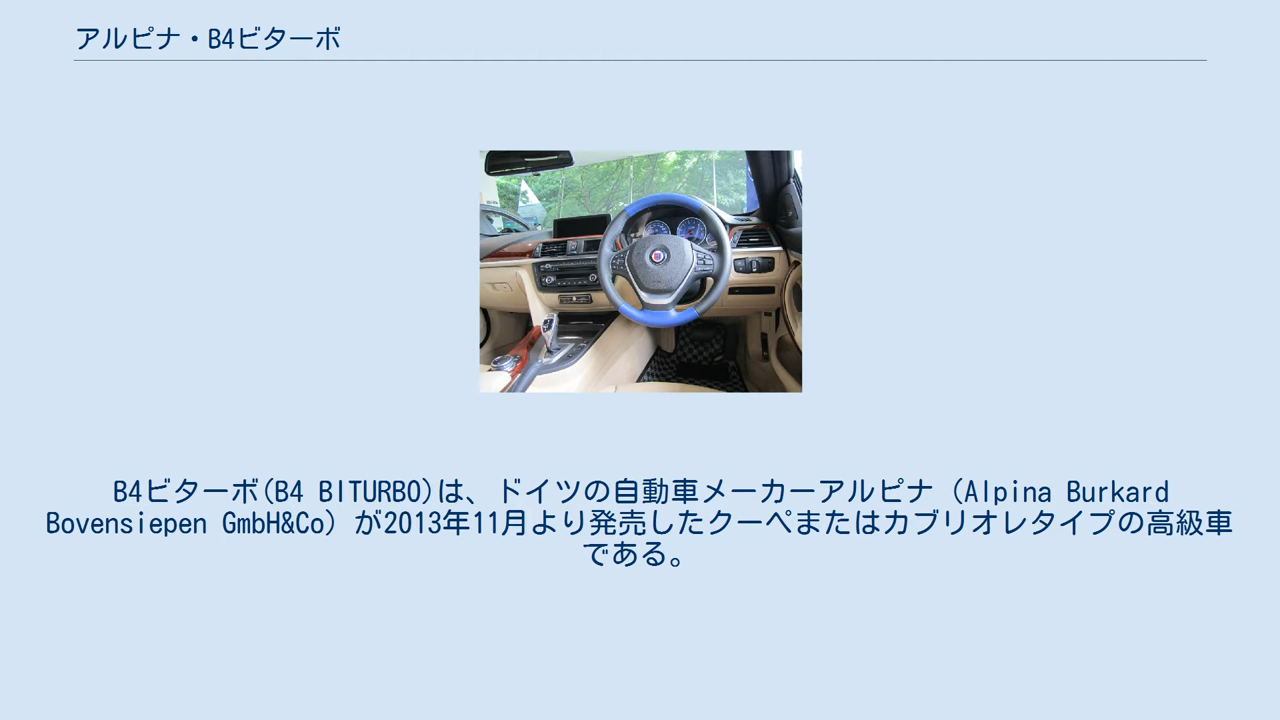 アルピナ・B4ビターボ
B4ビターボ(B4 BITURBO)は、ドイツの自動車メーカーアルピナ (Alpina Burkard
Bovensiepen GmbH&Co) が2013年11月より発売したクーペまたはカブリオレタイプの高級車
である。